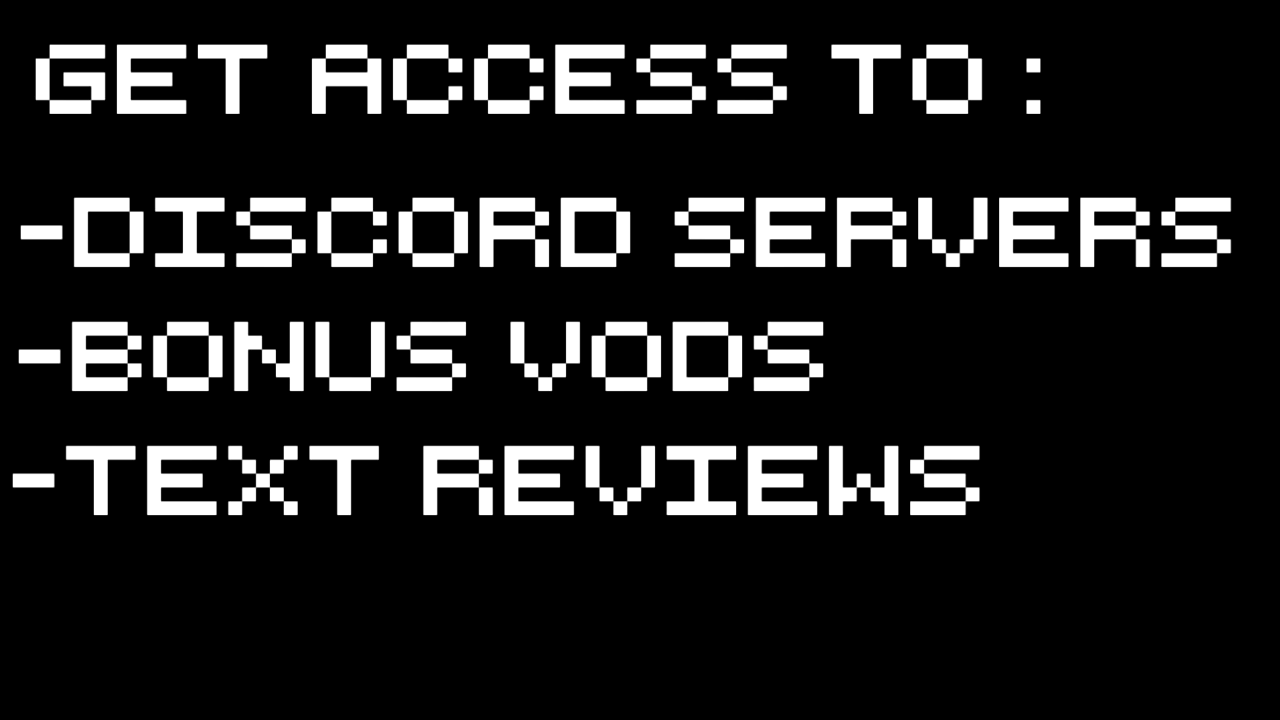 GET ACCESS TO :
-DISCORD SERVERS
-BONUS VODS
-TEXT REVIEWS